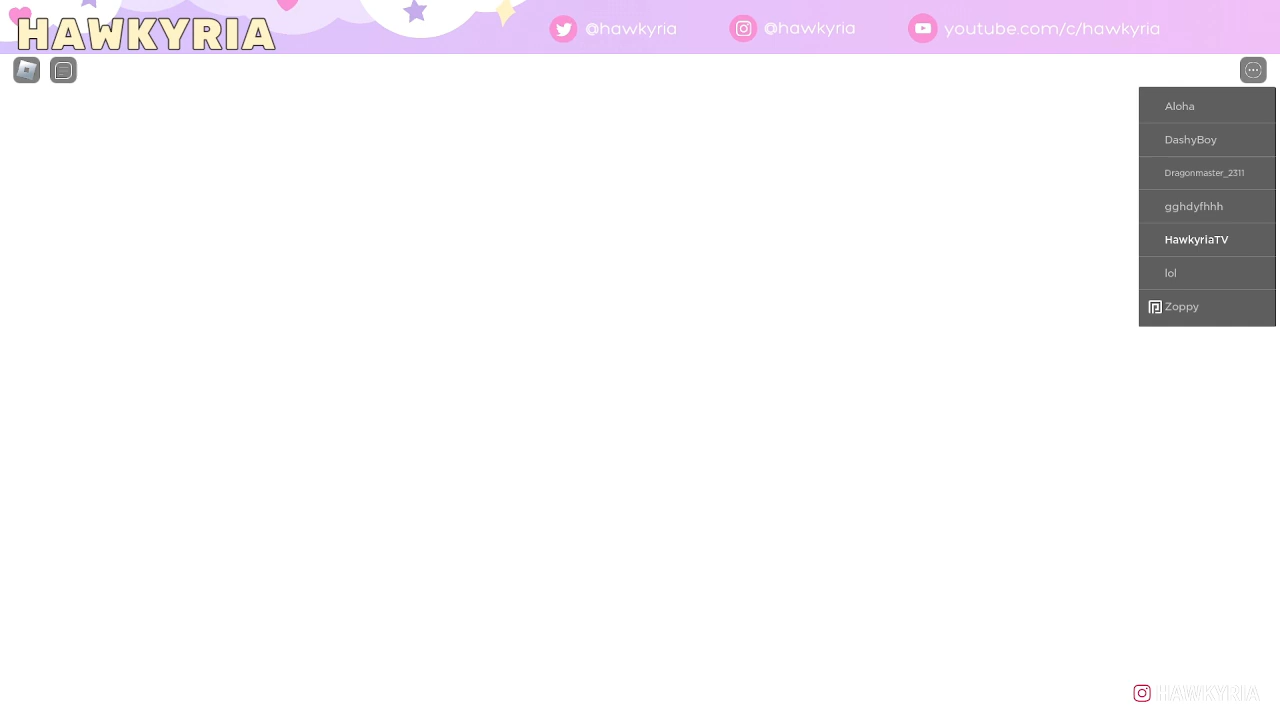 HAWKYRIA
@hawkyria
@hawkyria
youtube.com/c/hawkyria
Aloha
DashyBoy
Dragonmaster_2311
gghdyfhhh
HawkyriaTV
lol
Zoppy
HAWKYRIA